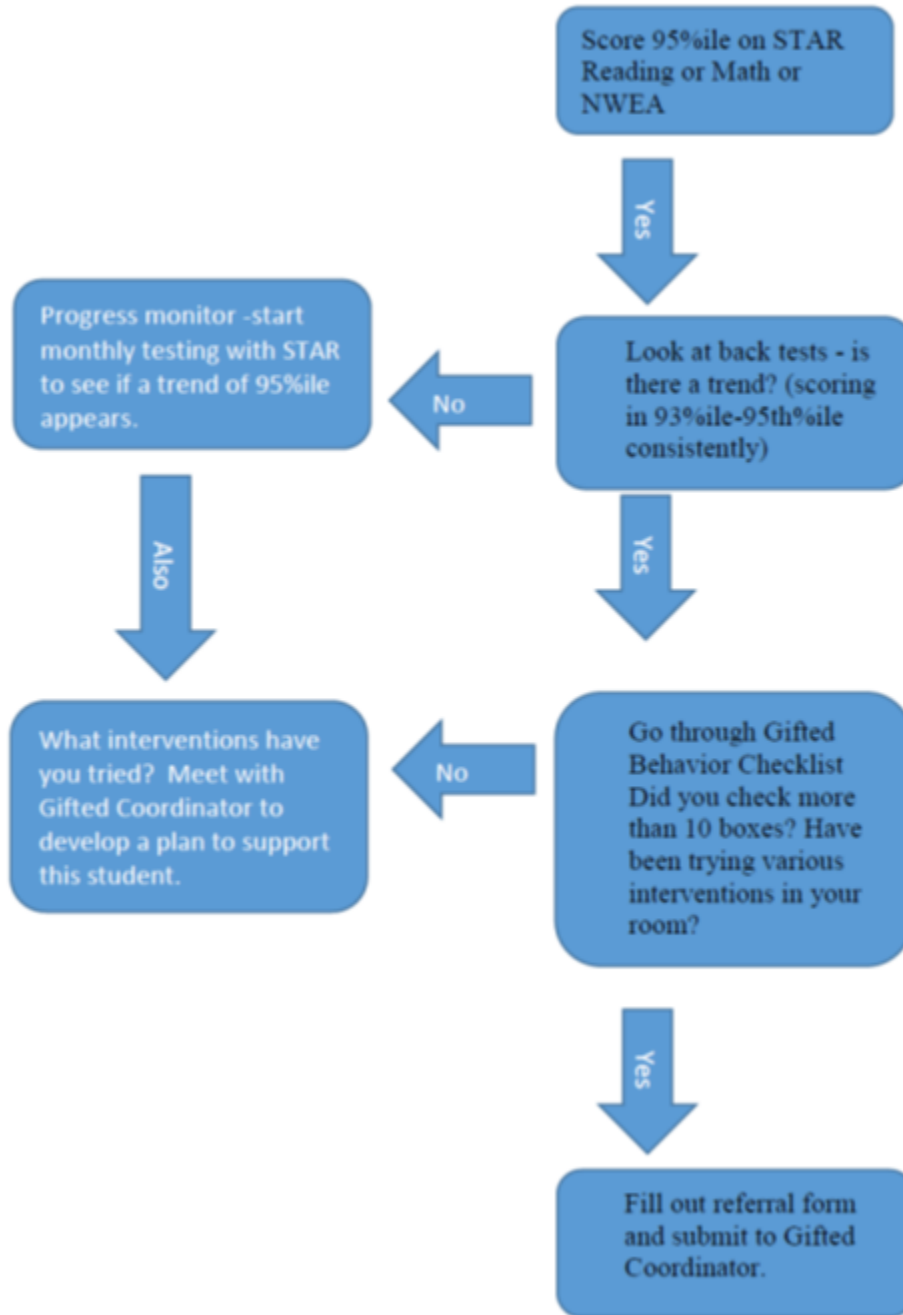 Score 95%ile on STAR
Reading or Math or
NWEA
Yes
Look at back tests - is
there a trend? (scoring
in 93%ile-95th%ile
consistently)
No
Progress monitor -start
monthly testing with STAR
to see if a trend of 95%ile
appears.
Also
Yes
Go through Gifted
Behavior Checklist
Did you check more
than 10 boxes? Have
been trying various
interventions in your
room?
No
What interventions have
you tried?  Meet with
Gifted Coordinator to
develop a plan to support
this student.
Yes
Fill out referral form
and submit to Gifted
Coordinator.